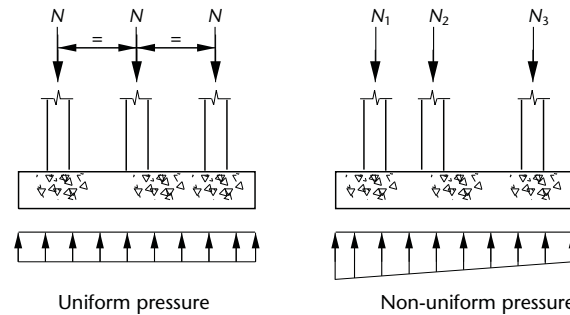 N N N N₁ N₂ N₃
= =
Uniform pressure Non-uniform pressure